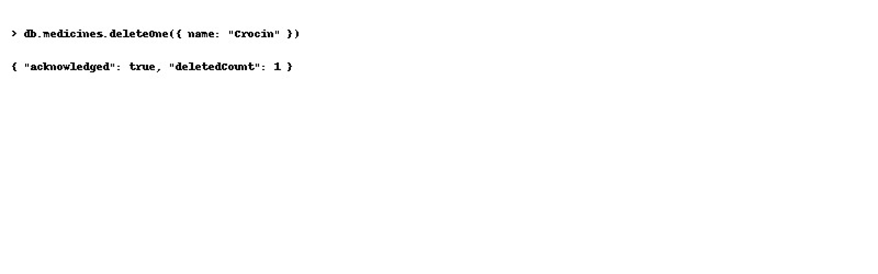 > db.medicines.deleteOne({ name: "Crocin" })
{ "acknowledged": true, "deletedCount": 1 }